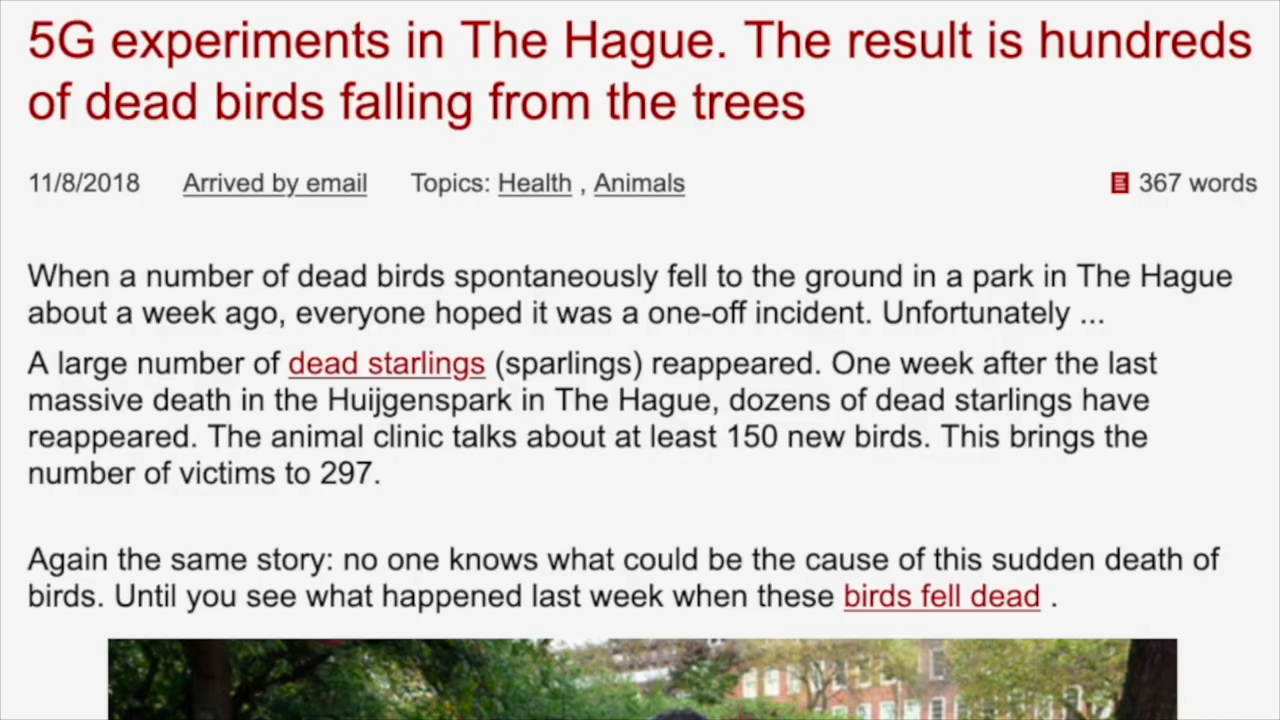 5G experiments in The Hague. The result is hundreds
of dead birds falling from the trees
11/8/2018 Arrived by email Topics: Health , Animals 367 words
When a number of dead birds spontaneously fell to the ground in a park in The Hague
about a week ago, everyone hoped it was a one-off incident. Unfortunately ...
A large number of dead starlings (sparlings) reappeared. One week after the last
massive death in the Huijgenspark in The Hague, dozens of dead starlings have
reappeared. The animal clinic talks about at least 150 new birds. This brings the
number of victims to 297.
Again the same story: no one knows what could be the cause of this sudden death of
birds. Until you see what happened last week when these birds fell dead .